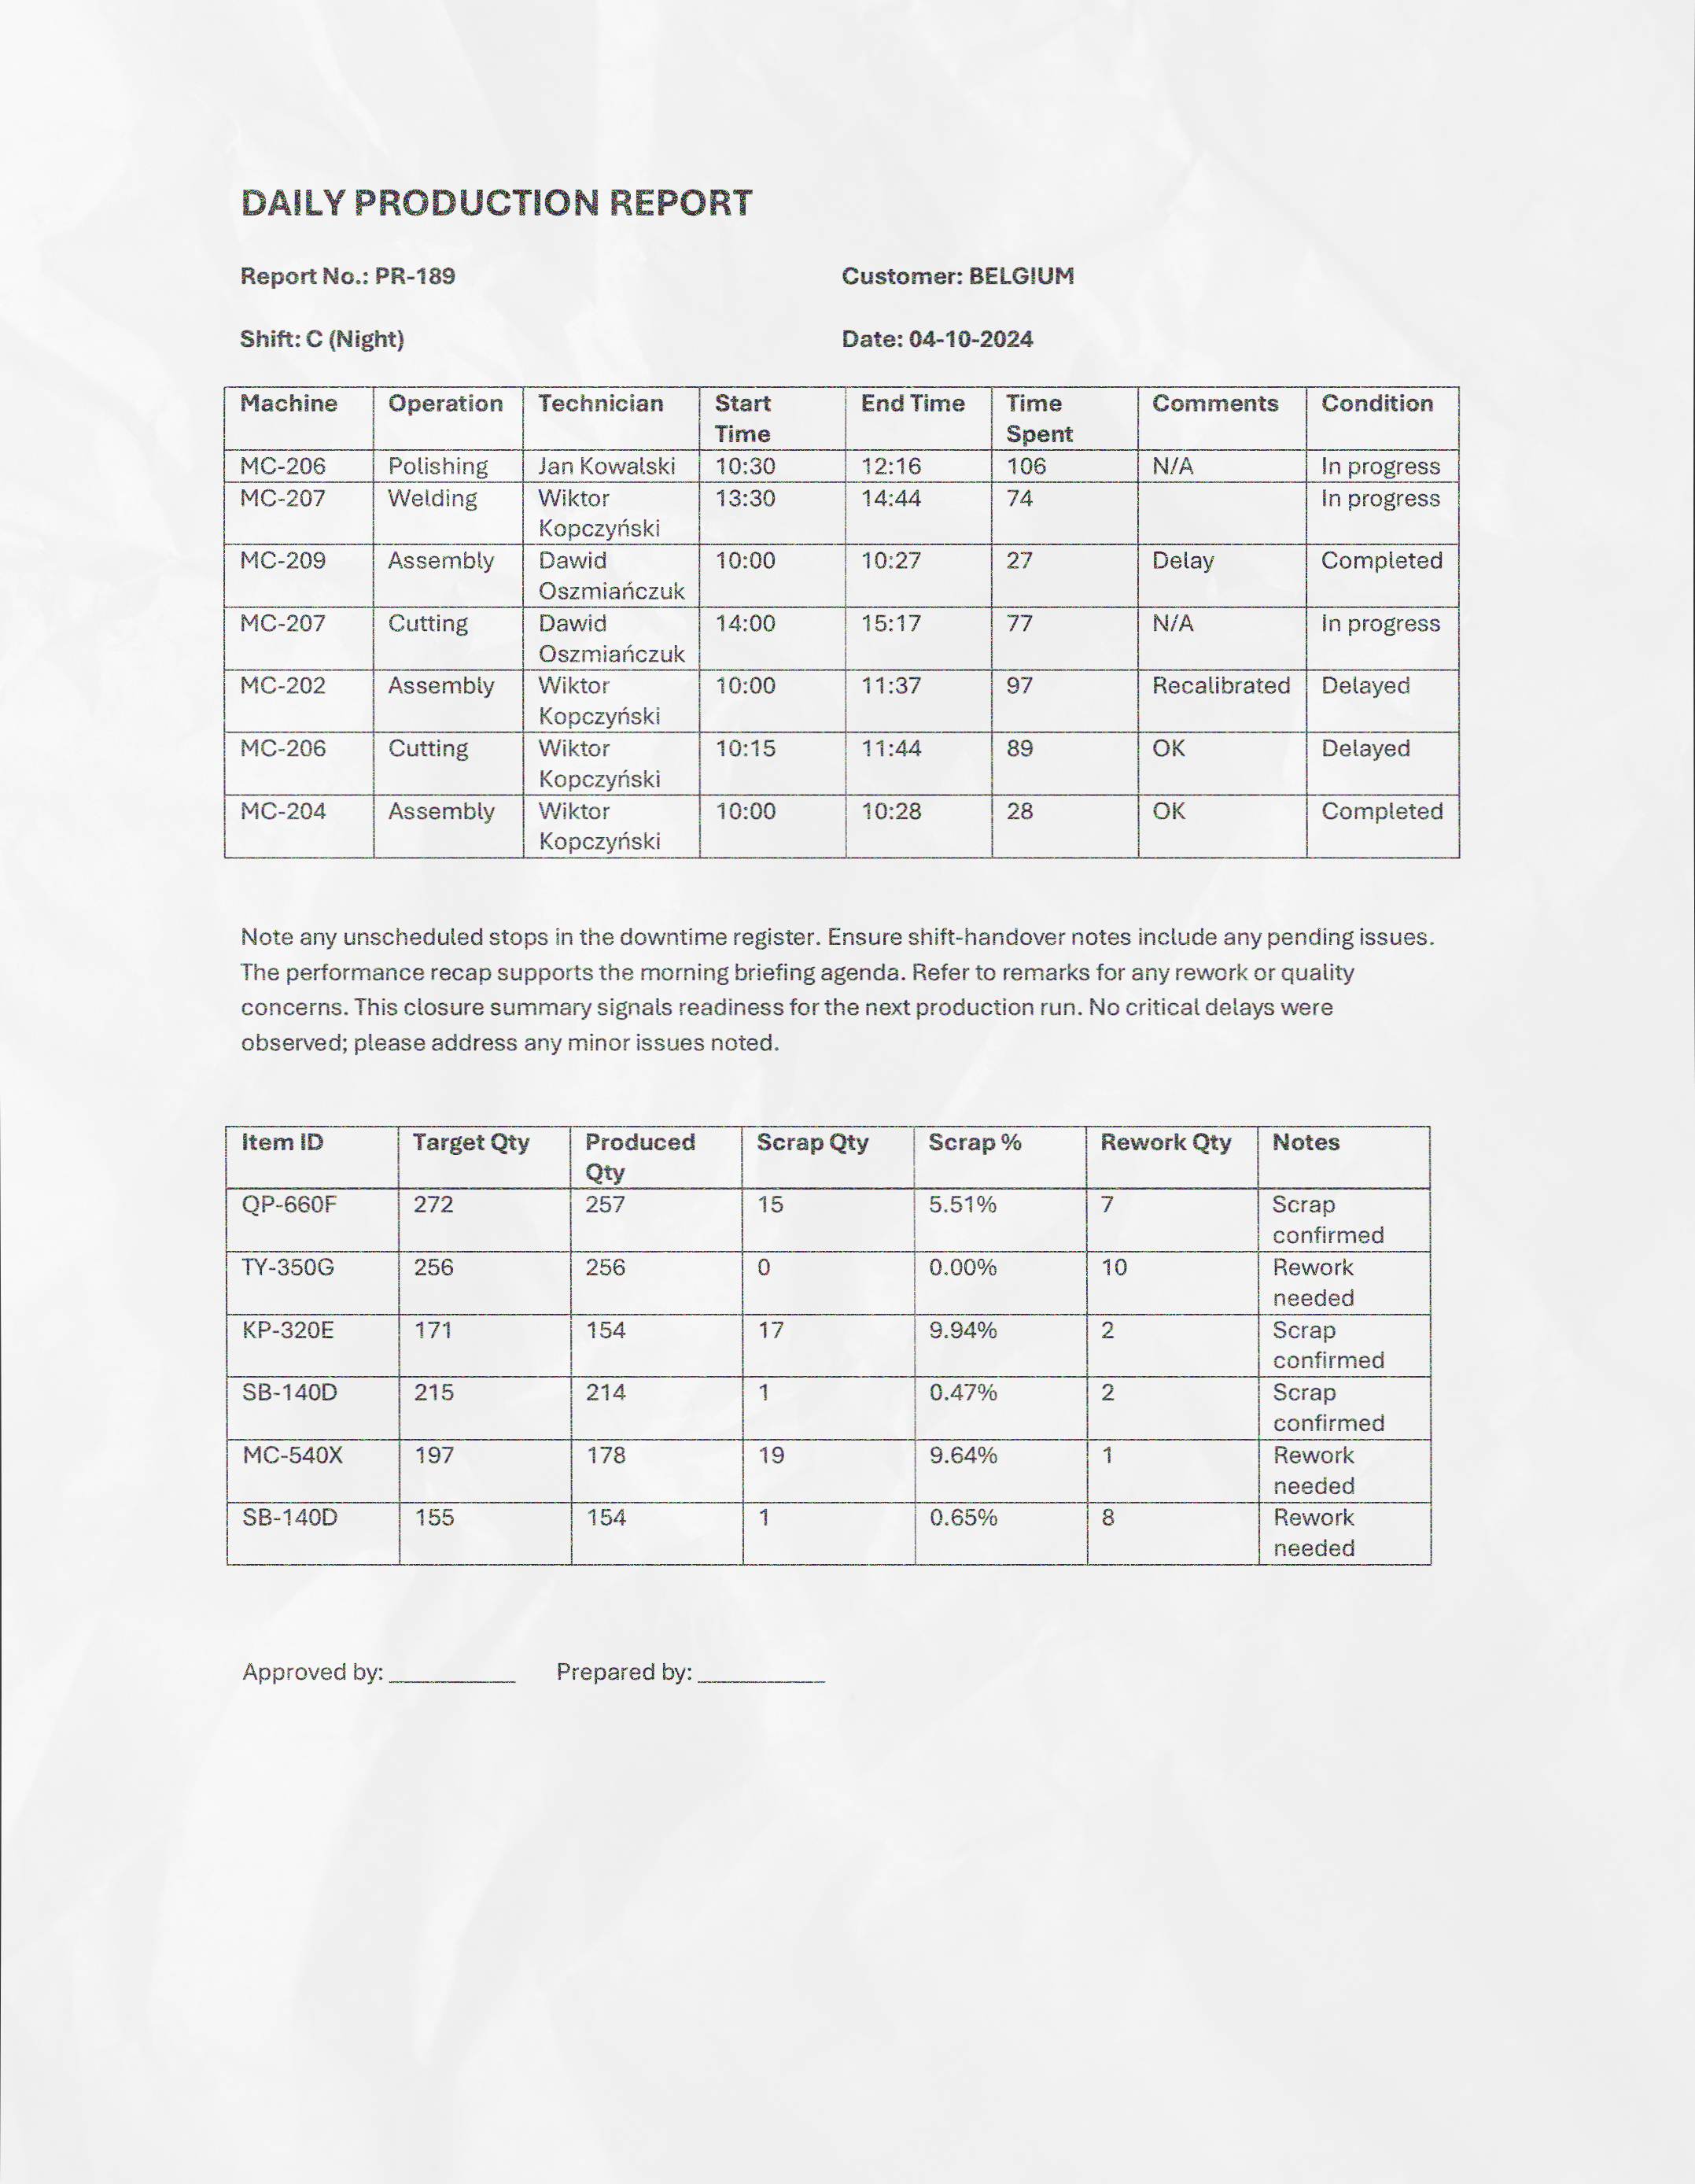 DAILY PRODUCTION REPORT
Report No.: PR-189 Customer: BELGIUM
Shift: C (Night) Date: 04-10-2024
Machine Operation Technician Start Time End Time Time Spent Comments Condition
MC-206 Polishing Jan Kowalski 10:30 12:16 106 N/A In progress
MC-207 Welding Wiktor Kopczyński 13:30 14:44 74 In progress
MC-209 Assembly Dawid Oszmiańczuk 10:00 10:27 27 Delay Completed
MC-207 Cutting Dawid Oszmiańczuk 14:00 15:17 77 N/A In progress
MC-202 Assembly Wiktor Kopczyński 10:00 11:37 97 Recalibrated Delayed
MC-206 Cutting Wiktor Kopczyński 10:15 11:44 89 OK Delayed
MC-204 Assembly Wiktor Kopczyński 10:00 10:28 28 OK Completed
Note any unscheduled stops in the downtime register. Ensure shift-handover notes include any pending issues.
The performance recap supports the morning briefing agenda. Refer to remarks for any rework or quality
concerns. This closure summary signals readiness for the next production run. No critical delays were
observed; please address any minor issues noted.
Item ID Target Qty Produced Qty Scrap Qty Scrap % Rework Qty Notes
QP-660F 272 257 15 5.51% 7 Scrap confirmed
TY-350G 256 256 0 0.00% 10 Rework needed
KP-320E 171 154 17 9.94% 2 Scrap confirmed
SB-140D 215 214 1 0.47% 2 Scrap confirmed
MC-540X 197 178 19 9.64% 1 Rework needed
SB-140D 155 154 1 0.65% 8 Rework needed
Approved by: __________ Prepared by: __________